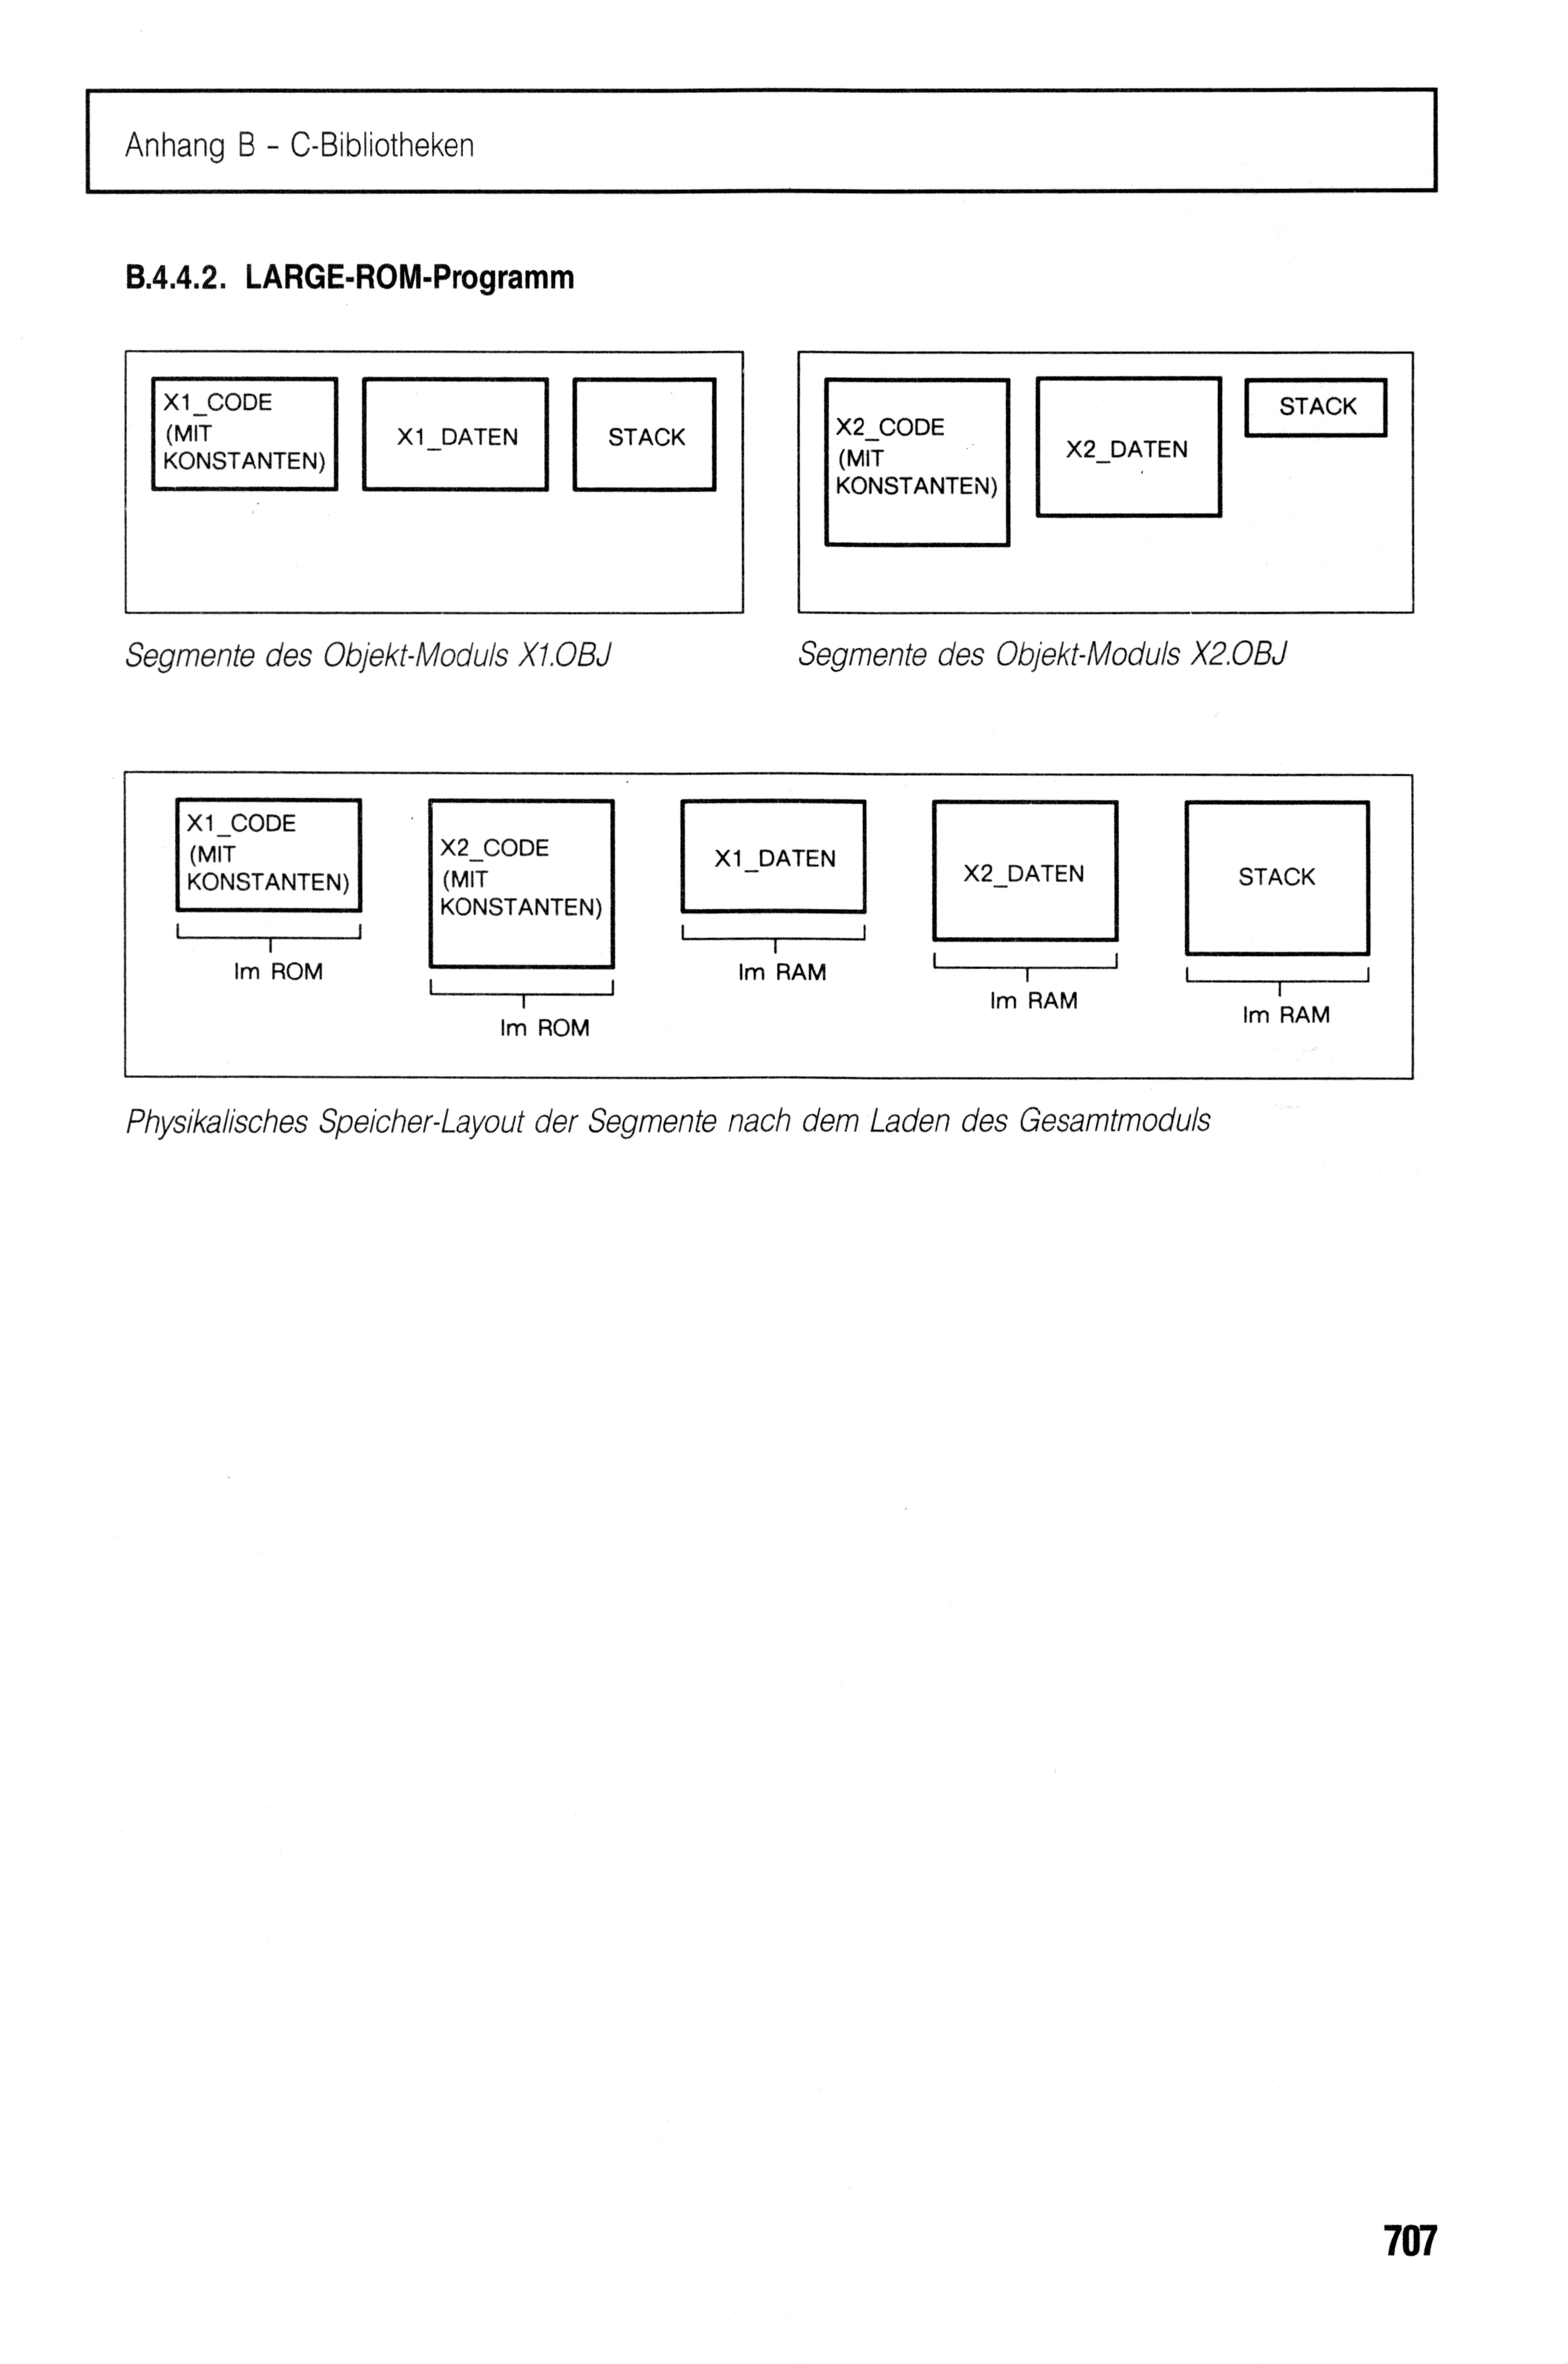 Anhang B - C-Bibliotheken
B.4.4.2. LARGE-ROM-Programm
X1_CODE
(MIT
KONSTANTEN)
X1_DATEN
STACK
X2_CODE
(MIT
KONSTANTEN)
X2_DATEN
STACK
Segmente des Objekt-Moduls X1.OBJ
Segmente des Objekt-Moduls X2.OBJ
X1_CODE
(MIT
KONSTANTEN)
Im ROM
X2_CODE
(MIT
KONSTANTEN)
Im ROM
X1_DATEN
Im RAM
X2_DATEN
Im RAM
STACK
Im RAM
Physikalisches Speicher-Layout der Segmente nach dem Laden des Gesamtmoduls
707